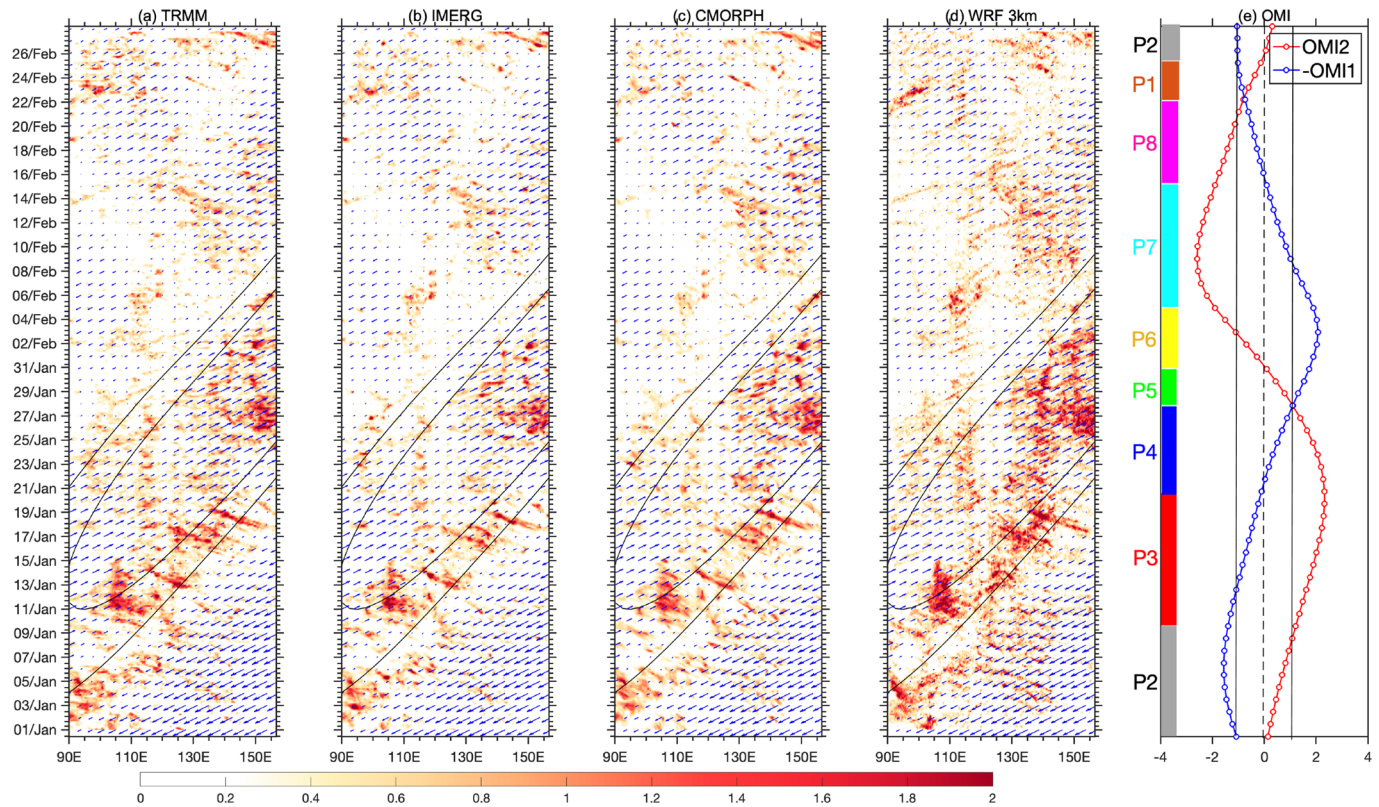 (a) TRMM
(b) IMERG
(c) CMORPH
(d) WRF 3km
(e) OMI
26/Feb
24/Feb
22/Feb
20/Feb
18/Feb
16/Feb
14/Feb
12/Feb
10/Feb
08/Feb
06/Feb
04/Feb
02/Feb
31/Jan
29/Jan
27/Jan
25/Jan
23/Jan
21/Jan
19/Jan
17/Jan
15/Jan
13/Jan
11/Jan
09/Jan
07/Jan
05/Jan
03/Jan
01/Jan
90E 110E 130E 150E
90E 110E 130E 150E
90E 110E 130E 150E
90E 110E 130E 150E
P2
P1
P8
P7
P6
P5
P4
P3
P2
OMI2
-OMI1
-4 -2 0 2 4
0 0.2 0.4 0.6 0.8 1 1.2 1.4 1.6 1.8 2